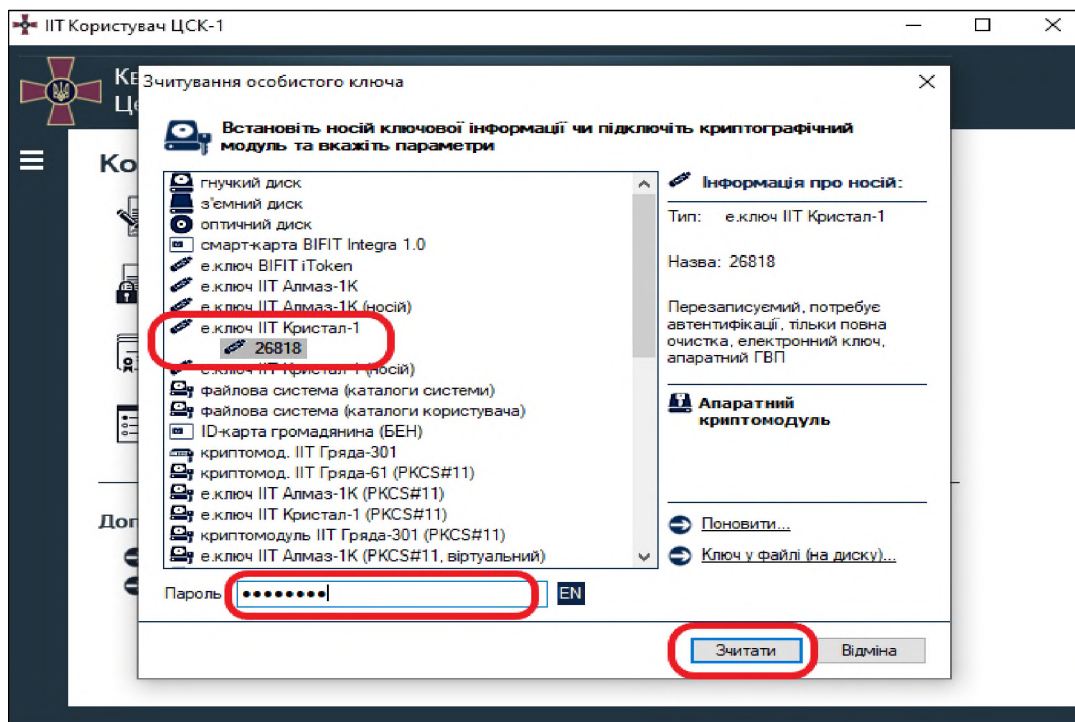 ІІТ Користувач ЦСК-1
Зчитування особистого ключа
Встановіть носій ключової інформації чи підключіть криптографічний
модуль та вкажіть параметри
Ко
гнучкий диск
з'ємний диск
оптичний диск
смарт-карта BIFIT Integra 1.0
е.ключ BIFIT iToken
е.ключ ІІТ Алмаз-1К
е.ключ ІІТ Алмаз-1К (носій)
е.ключ ІІТ Кристал-1
26818
е.ключ ІІТ Кристал-1 (носій)
файлова система (каталоги системи)
файлова система (каталоги користувача)
ID-карта громадянина (БЕН)
криптомод. ІІТ Гряда-301
криптомод. ІІТ Гряда-61 (PKCS#11)
е.ключ ІІТ Алмаз-1К (PKCS#11)
е.ключ ІІТ Кристал-1 (PKCS#11)
криптомодуль ІІТ Гряда-301 (PKCS#11)
е.ключ ІІТ Алмаз-1К (PKCS#11, віртуальний)
Інформація про носій:
Тип: е.ключ ІІТ Кристал-1
Назва: 26818
Перезаписуємий, потребує
автентифікації, тільки повна
очистка, електронний ключ,
апаратний ГВП
Апаратний
криптомодуль
Поновити...
Ключ у файлі (на диску)...
Пароль
EN
Зчитати Відміна